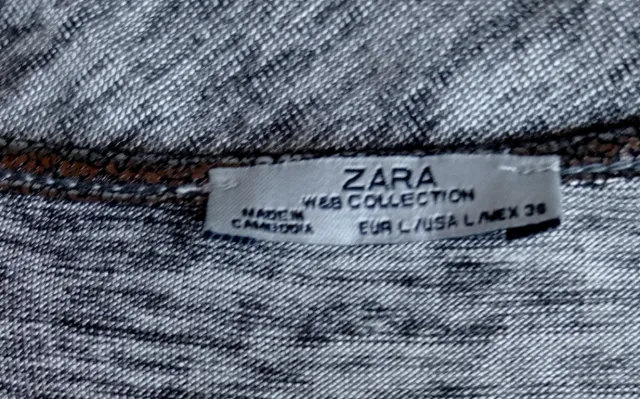 ZARA
W&B COLLECTION
MADE IN
CAMBODIA
EUR L/USA L/MEX 30